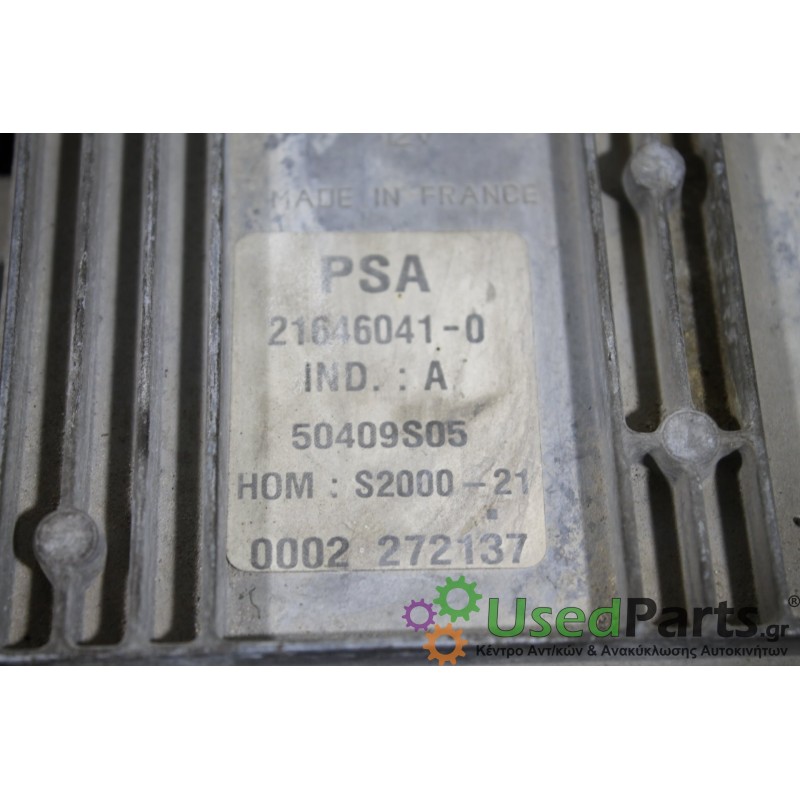 MADE IN FRANCE
PSA
21646041-0
IND. : A
50409S05
HOM : S2000-21
0002 272137
UsedParts.gr ®
Κέντρο Αντ/κών & Ανακύκλωσης Αυτοκινήτων